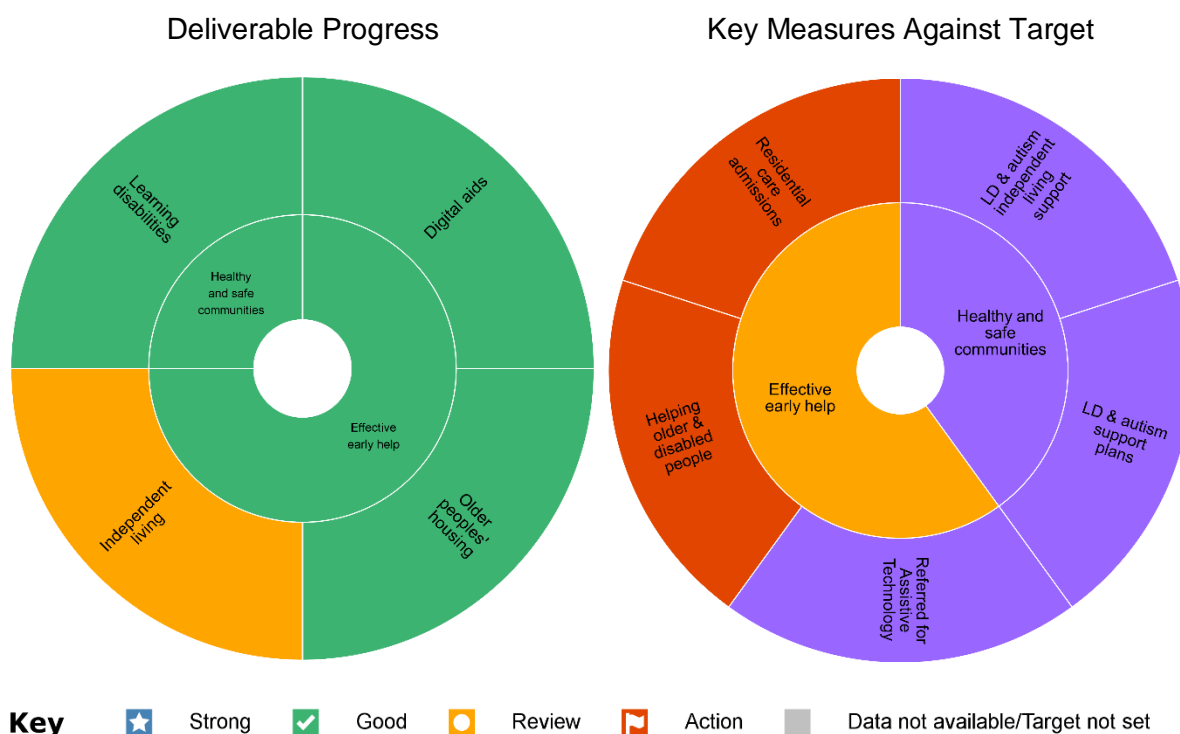 Deliverable Progress
Key Measures Against Target
Learning
disabilities
Digital aids
Healthy
and safe
communities
Effective
early help
Independent
living
Older
peoples'
housing
Residential
care
admissions
LD & autism
independent
living
support
Healthy and
safe
communities
Effective
early help
Helping
older &
disabled
people
LD & autism
support
plans
Referred for
Assistive
Technology
Key Strong Good Review Action Data not available/Target not set